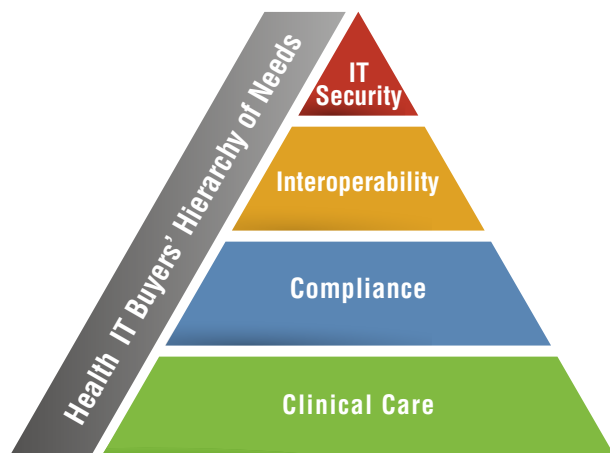 Health IT Buyers' Hierarchy of Needs
IT
Security
Interoperability
Compliance
Clinical Care